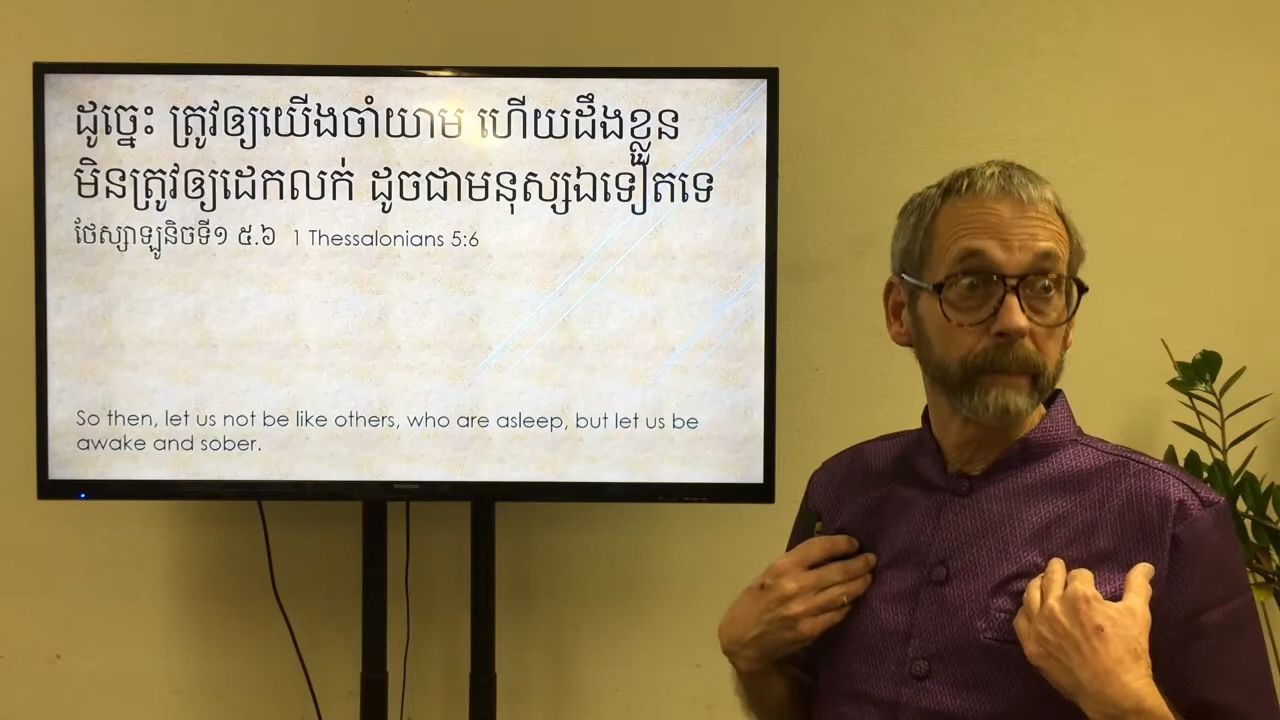 ដូច្នេះ ត្រូវឲ្យយើងចាំយាម ហើយដឹងខ្លួន
មិនត្រូវឲ្យដេកលក់ ដូចជាមនុស្សឯទៀតទេ
ថែស្សាឡូនិចទី១ ៥.៦ 1 Thessalonians 5:6
So then, let us not be like others, who are asleep, but let us be
awake and sober.